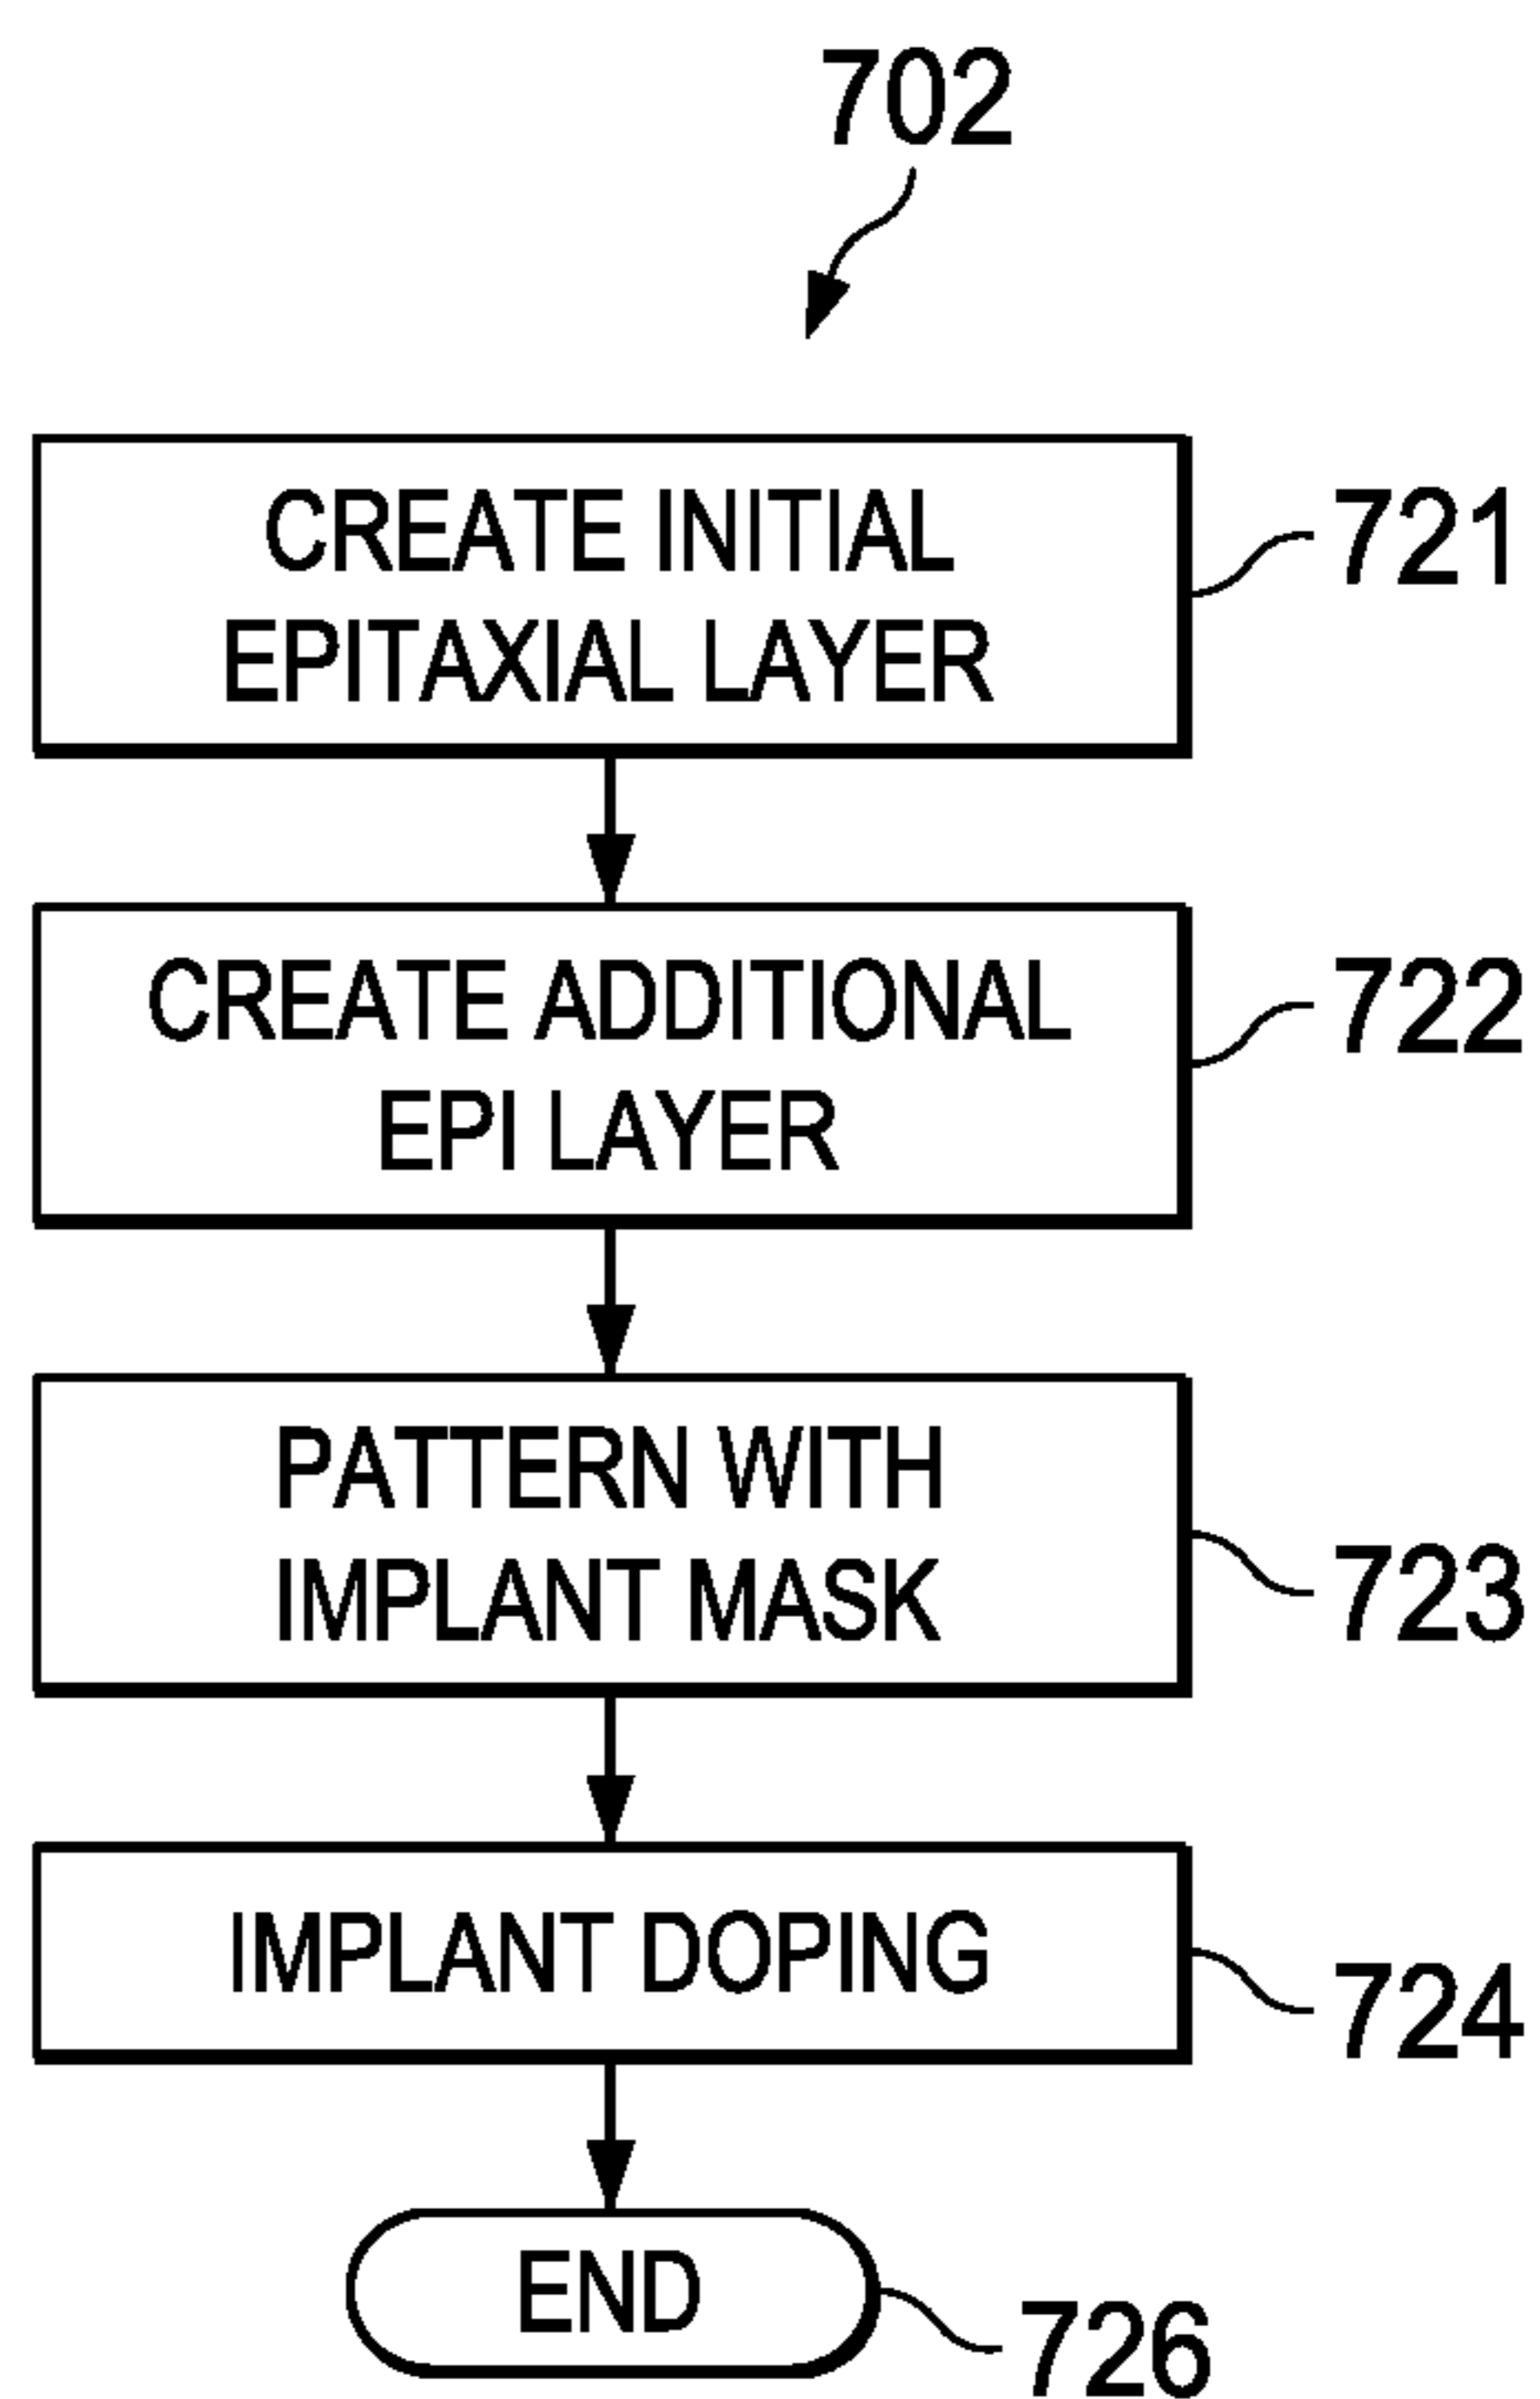 702
CREATE INITIAL
EPITAXIAL LAYER
721
CREATE ADDITIONAL
EPI LAYER
722
PATTERN WITH
IMPLANT MASK
723
IMPLANT DOPING
724
END
726